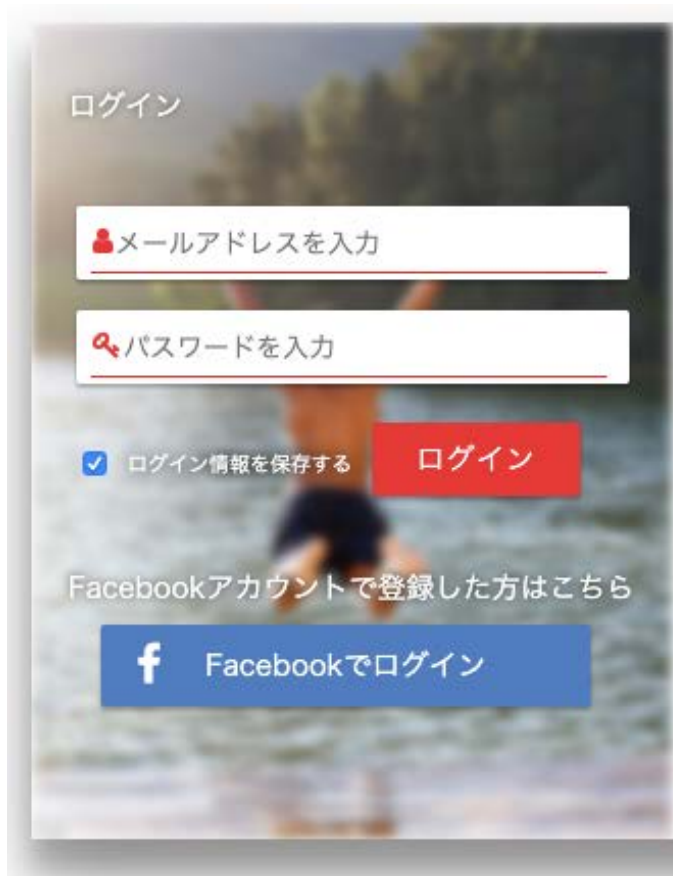 ログイン
メールアドレスを入力
パスワードを入力
ログイン情報を保存する
ログイン
Facebookアカウントで登録した方はこちら
Facebookでログイン